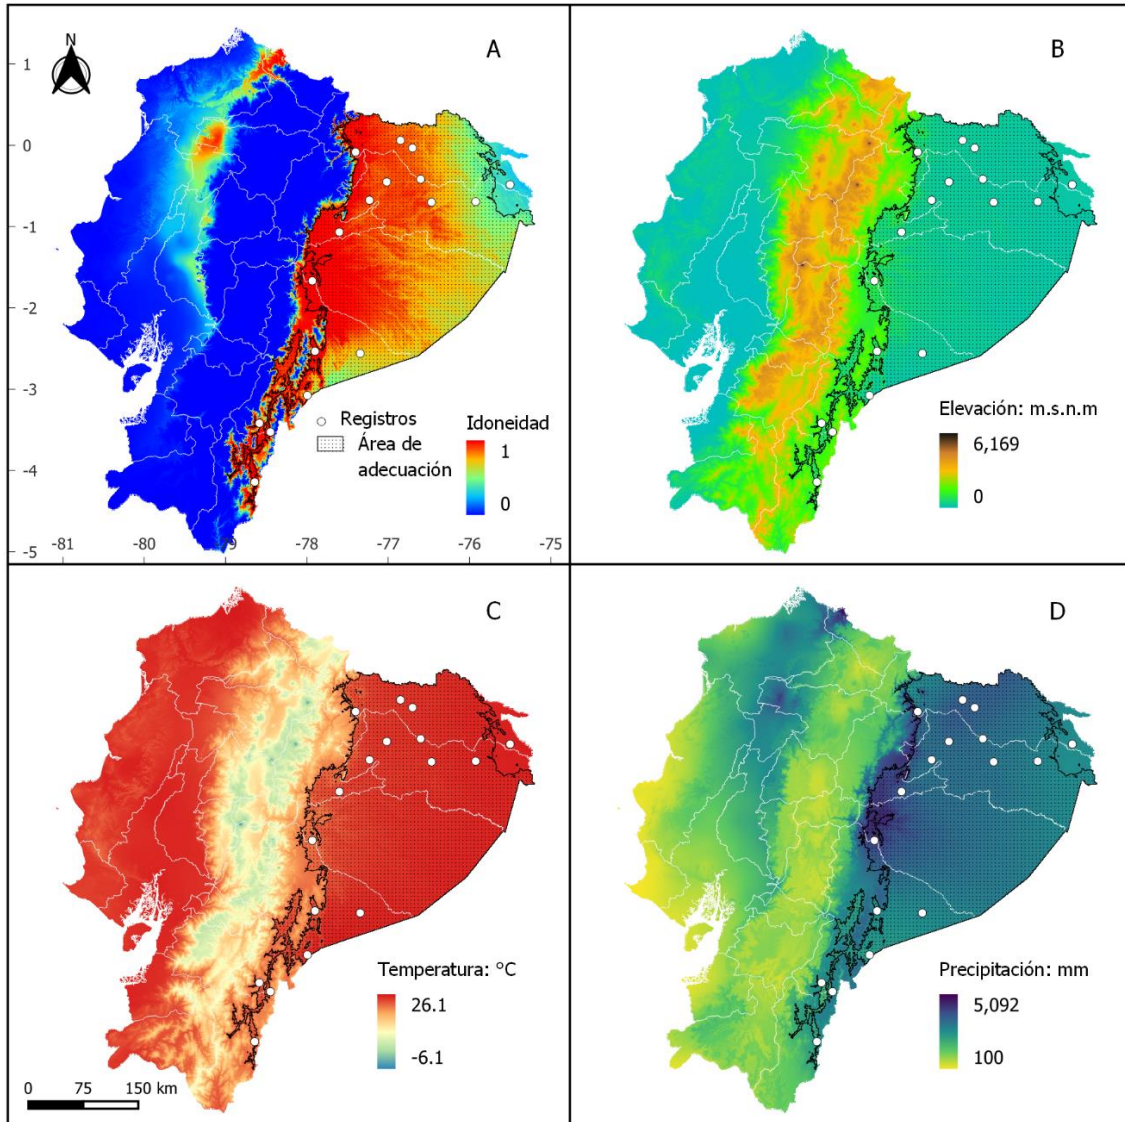 N
A
1
0
-1
-2
-3
-4
-5
-81
-80
-79
-78
-77
-76
-75
Registros
Área de
adecuación
Idoneidad
1
0
B
Elevación: m.s.n.m
6,169
0
C
Temperatura: °C
26.1
-6.1
0 75 150 km
D
Precipitación: mm
5,092
100